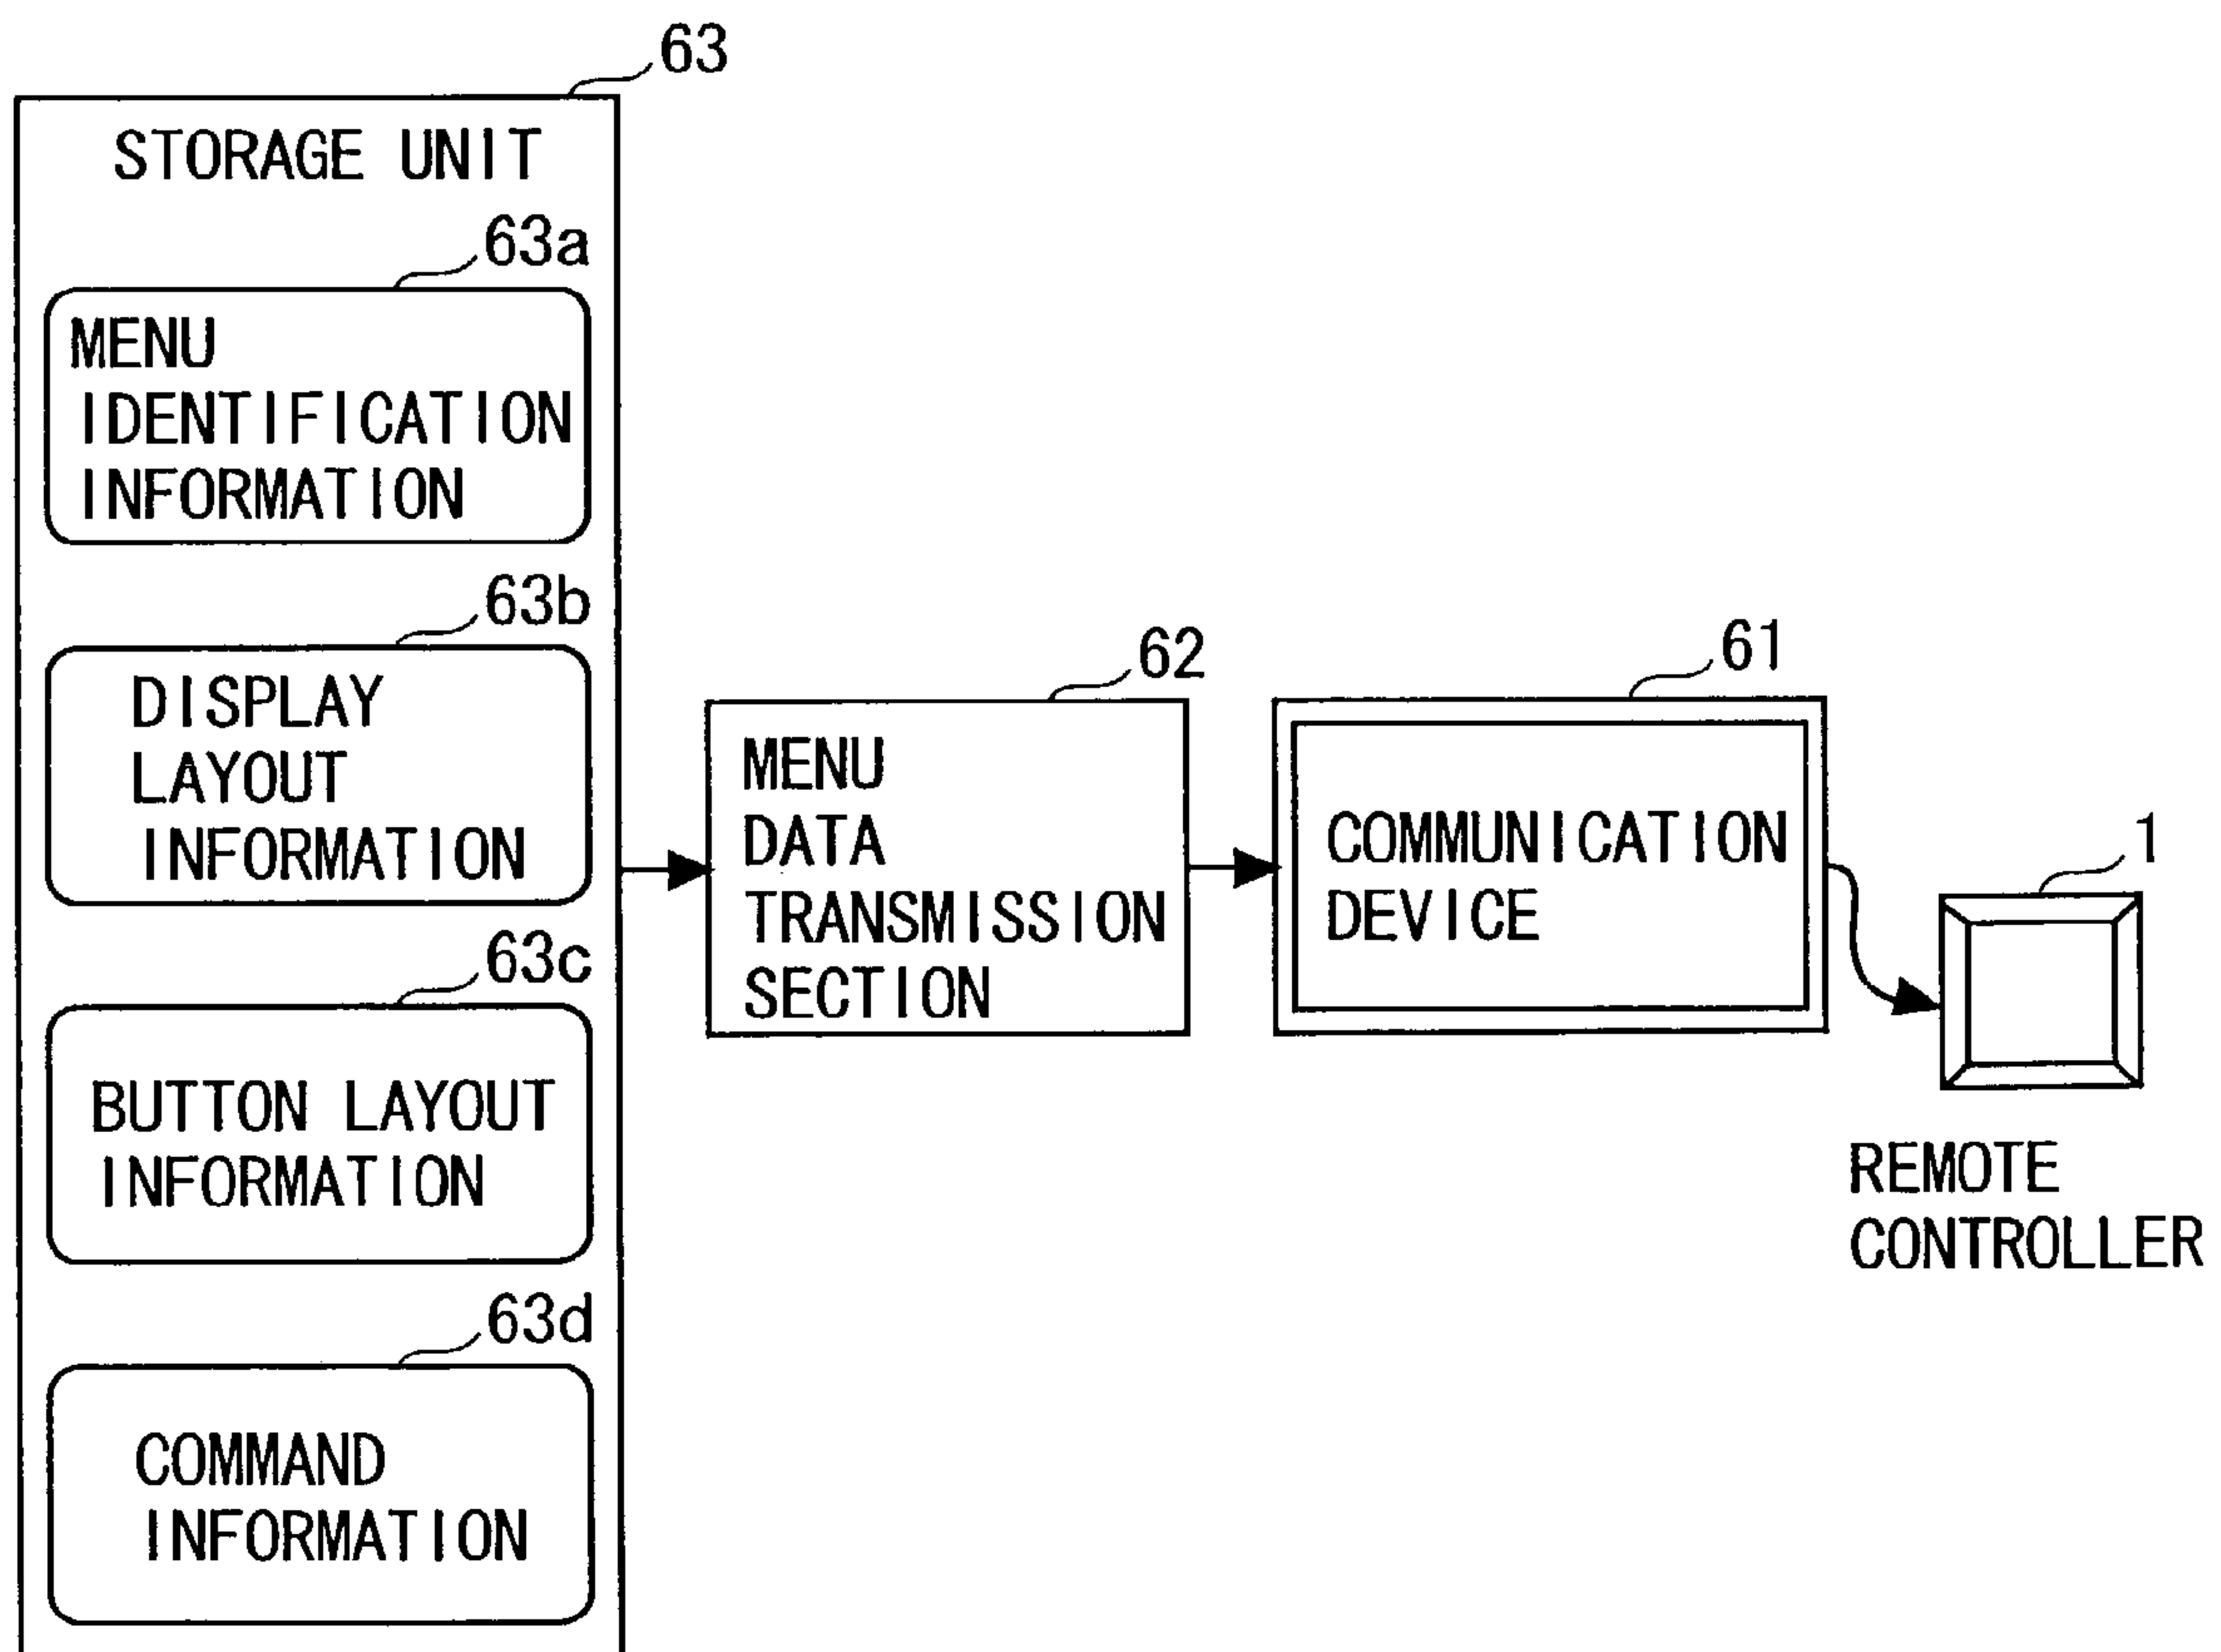 63
STORAGE UNIT
63a
MENU
IDENTIFICATION
INFORMATION
63b
DISPLAY
LAYOUT
INFORMATION
63c
BUTTON LAYOUT
INFORMATION
63d
COMMAND
INFORMATION
62
MENU
DATA
TRANSMISSION
SECTION
61
COMMUNICATION
DEVICE
1
REMOTE
CONTROLLER